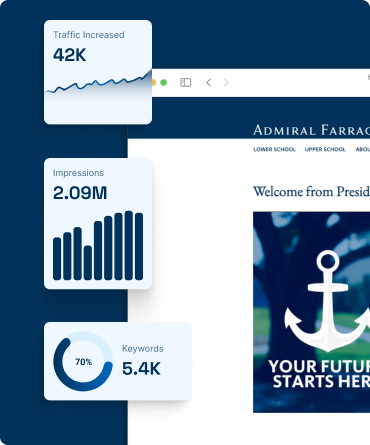 Traffic Increased
42K
Impressions
2.09M
70%
Keywords
5.4K
ADMIRAL FARRAG
LOWER SCHOOL UPPER SCHOOL ABOU
Welcome from Presid
YOUR FUTUR
STARTS HER